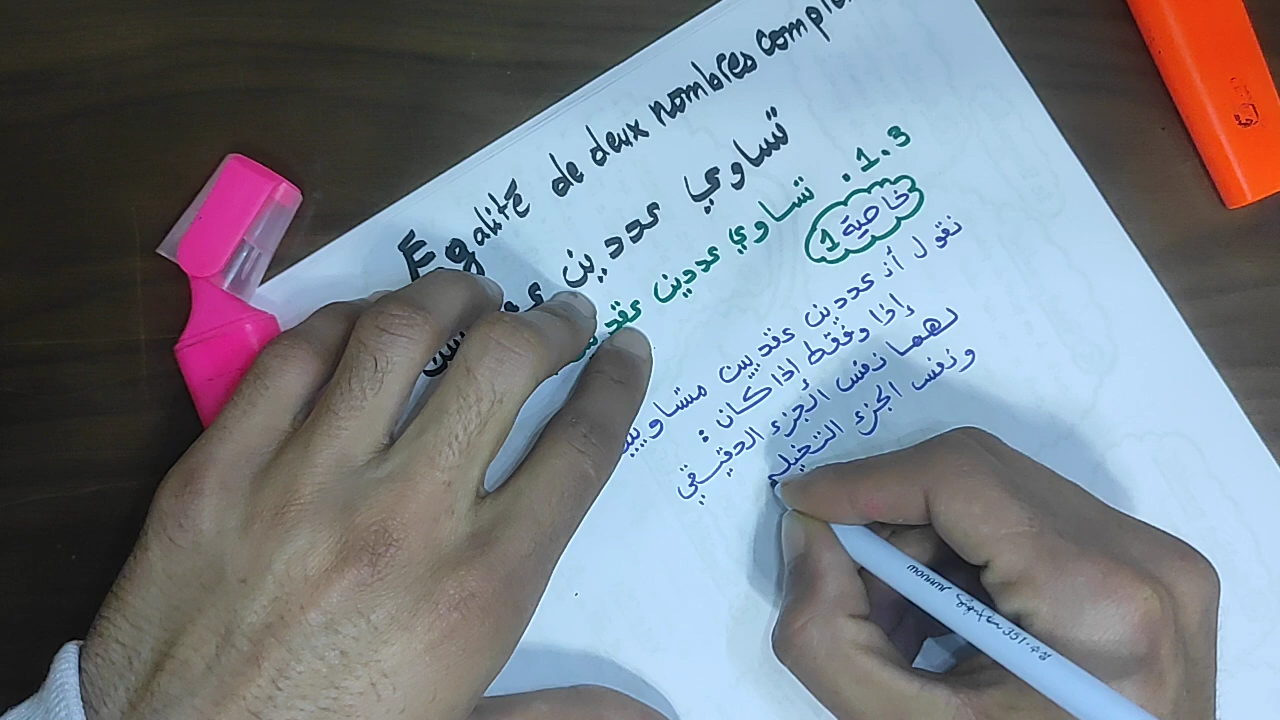 Egalité de deux nombres
تساوي عددين
3.1. تساوي عددين
خاصية 1
نقول أن عددين عقديين متساويين
إذا وفقط إذا كان :
لهما نفس الجزء الحقيقي
ونفس الجزء التخيلي
monami